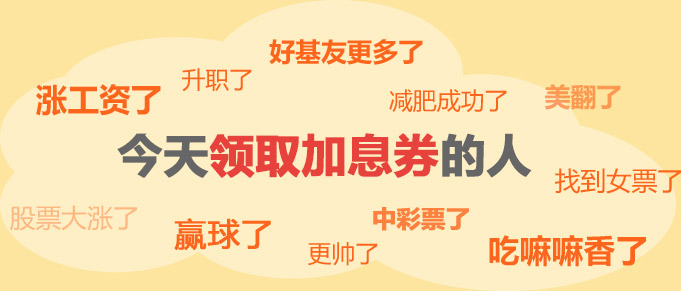 好基友更多了
升职了
涨工资了
减肥成功了
美翻了
今天领取加息券的人
找到女票了
股票大涨了
赢球了
中彩票了
更帅了
吃嘛嘛香了